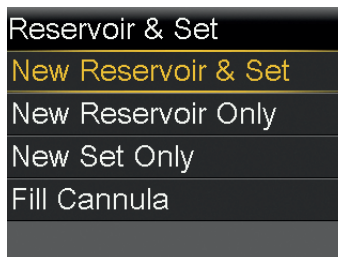 Reservoir & Set
New Reservoir & Set
New Reservoir Only
New Set Only
Fill Cannula